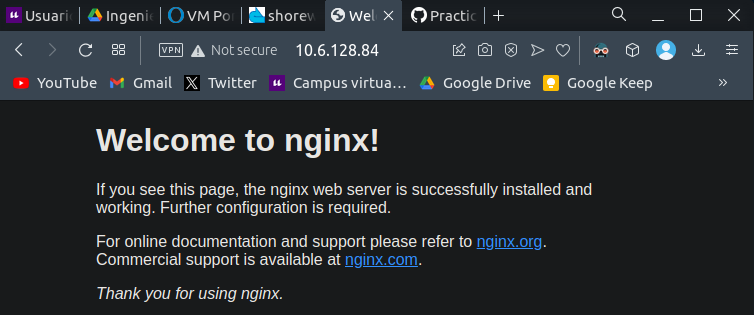 Usuari
Ingenie
VM Por
shorew
Wel
Practic
VPN
Not secure
10.6.128.84
YouTube
Gmail
Twitter
Campus virtua…
Google Drive
Google Keep
»
Welcome to nginx!
If you see this page, the nginx web server is successfully installed and
working. Further configuration is required.
For online documentation and support please refer to nginx.org.
Commercial support is available at nginx.com.
Thank you for using nginx.